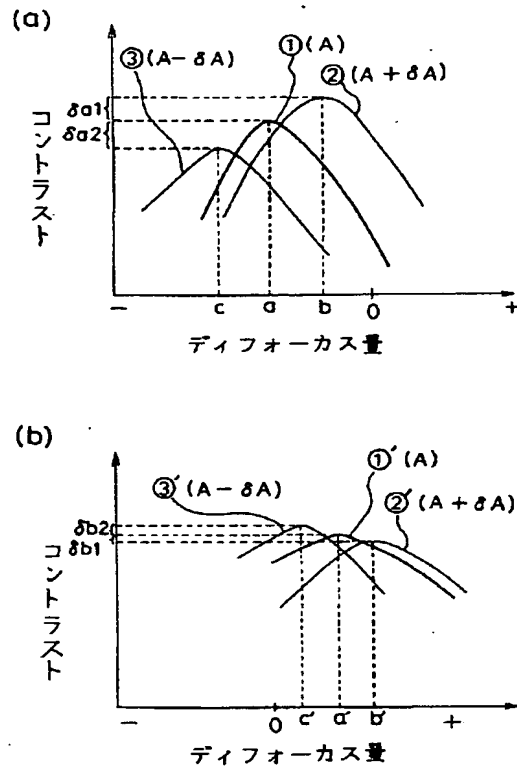 (a)
③(A-δA)
①(A)
②(A+δA)
δa1
δa2
コントラスト
- c a b 0 +
ディフォーカス量
(b)
③′(A-δA)
①′(A)
②′(A+δA)
δb2
δb1
コントラスト
- 0 c′ a′ b′ +
ディフォーカス量